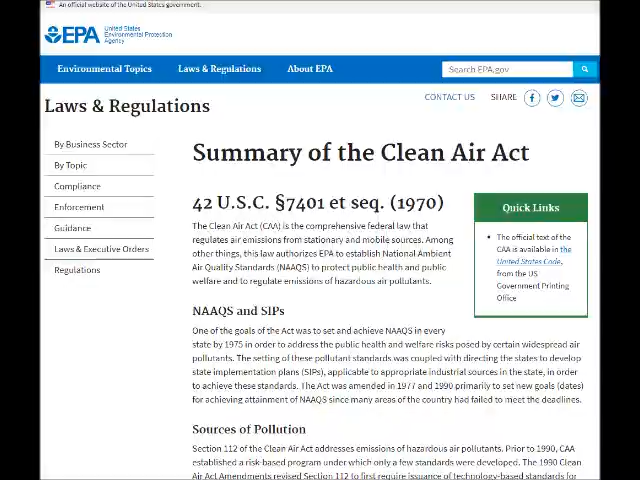 An official website of the United States government.
EPA
United States
Environmental Protection
Agency
Environmental Topics
Laws & Regulations
About EPA
Search EPA.gov
Laws & Regulations
CONTACT US
SHARE
By Business Sector
By Topic
Compliance
Enforcement
Guidance
Laws & Executive Orders
Regulations
Summary of the Clean Air Act
42 U.S.C. §7401 et seq. (1970)
The Clean Air Act (CAA) is the comprehensive federal law that
regulates air emissions from stationary and mobile sources. Among
other things, this law authorizes EPA to establish National Ambient
Air Quality Standards (NAAQS) to protect public health and public
welfare and to regulate emissions of hazardous air pollutants.
Quick Links
The official text of the
CAA is available in the
United States Code,
from the US
Government Printing
Office
NAAQS and SIPs
One of the goals of the Act was to set and achieve NAAQS in every
state by 1975 in order to address the public health and welfare risks posed by certain widespread air
pollutants. The setting of these pollutant standards was coupled with directing the states to develop
state implementation plans (SIPs), applicable to appropriate industrial sources in the state, in order
to achieve these standards. The Act was amended in 1977 and 1990 primarily to set new goals (dates)
for achieving attainment of NAAQS since many areas of the country had failed to meet the deadlines.
Sources of Pollution
Section 112 of the Clean Air Act addresses emissions of hazardous air pollutants. Prior to 1990, CAA
established a risk-based program under which only a few standards were developed. The 1990 Clean
Air Act Amendments revised Section 112 to first require issuance of technology-based standards for